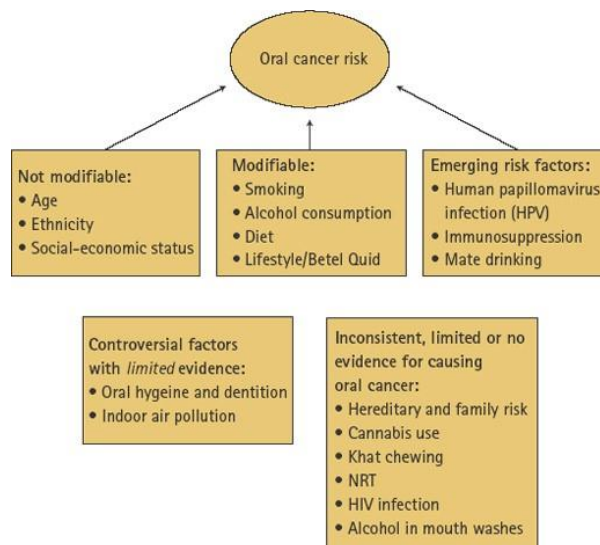 Oral cancer risk
Not modifiable:
• Age
• Ethnicity
• Social-economic status
Modifiable:
• Smoking
• Alcohol consumption
• Diet
• Lifestyle/Betel Quid
Emerging risk factors:
• Human papillomavirus
infection (HPV)
• Immunosuppression
• Mate drinking
Controversial factors
with limited evidence:
• Oral hygeine and dentition
• Indoor air pollution
Inconsistent, limited or no
evidence for causing
oral cancer:
• Hereditary and family risk
• Cannabis use
• Khat chewing
• NRT
• HIV infection
• Alcohol in mouth washes